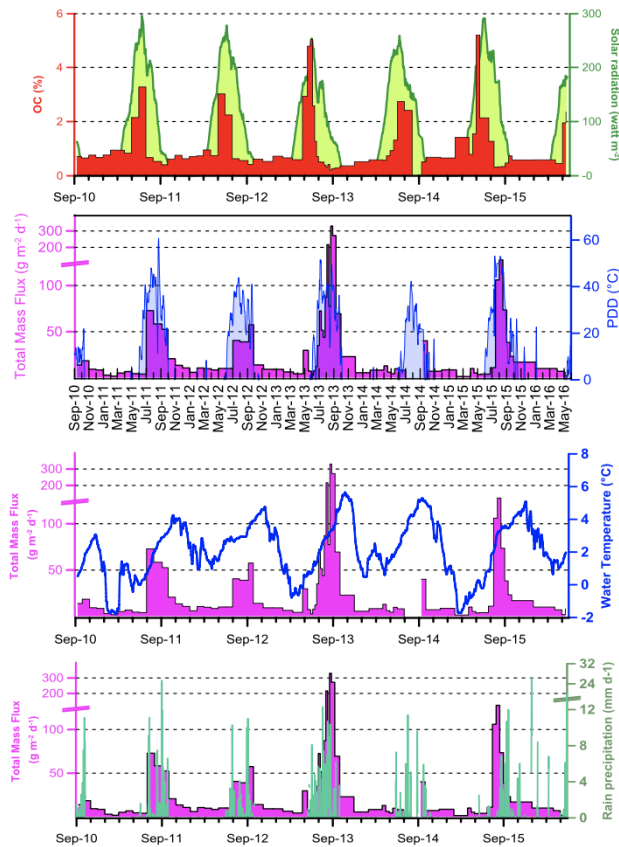 6
4
2
0
OC (%)
300
200
100
-0
Solar radiation (watt m-2)
Sep-10 Sep-11 Sep-12 Sep-13 Sep-14 Sep-15
300
200
100
50
Total Mass Flux (g m-2 d-1)
60
40
20
0
PDD (°C)
Sep-10 Nov-10 Jan-11 Mar-11 May-11 Jul-11 Sep-11 Nov-11 Jan-12 Mar-12 May-12 Jul-12 Sep-12 Nov-12 Jan-13 Mar-13 May-13 Jul-13 Sep-13 Nov-13 Jan-14 Mar-14 May-14 Jul-14 Sep-14 Nov-14 Jan-15 Mar-15 May-15 Jul-15 Sep-15 Nov-15 Jan-16 Mar-16 May-16
300
200
100
50
Total Mass Flux
(g m-2 d-1)
8
6
4
2
0
-2
Water Temperature (°C)
Sep-10 Sep-11 Sep-12 Sep-13 Sep-14 Sep-15
300
200
100
50
Total Mass Flux
(g m-2 d-1)
32
24
12
8
4
0
Rain precipitation (mm d-1)
Sep-10 Sep-11 Sep-12 Sep-13 Sep-14 Sep-15